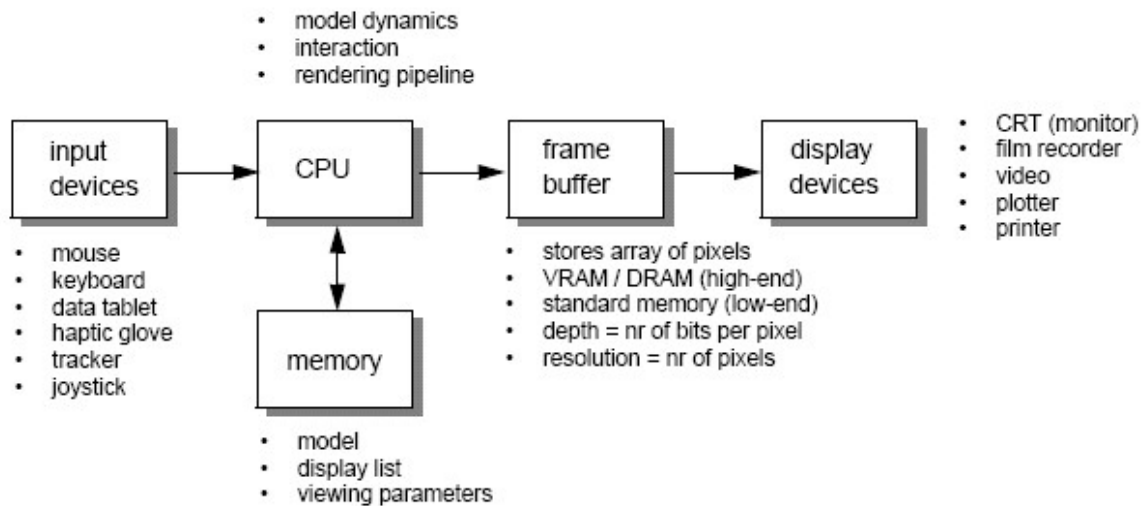 • model dynamics
• interaction
• rendering pipeline
input
devices
CPU
frame
buffer
display
devices
• CRT (monitor)
• film recorder
• video
• plotter
• printer
• mouse
• keyboard
• data tablet
• haptic glove
• tracker
• joystick
memory
• model
• display list
• viewing parameters
• stores array of pixels
• VRAM / DRAM (high-end)
• standard memory (low-end)
• depth = nr of bits per pixel
• resolution = nr of pixels